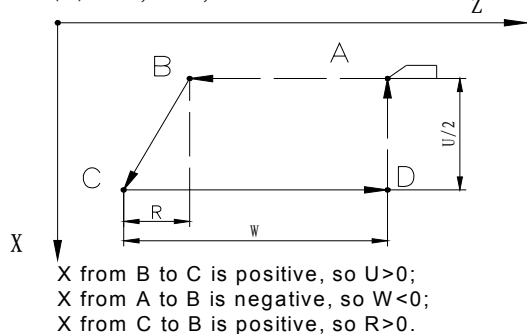 Z
B
A
U/2
C
D
R
W
X
X from B to C is positive, so U>0;
X from A to B is negative, so W<0;
X from C to B is positive, so R>0.